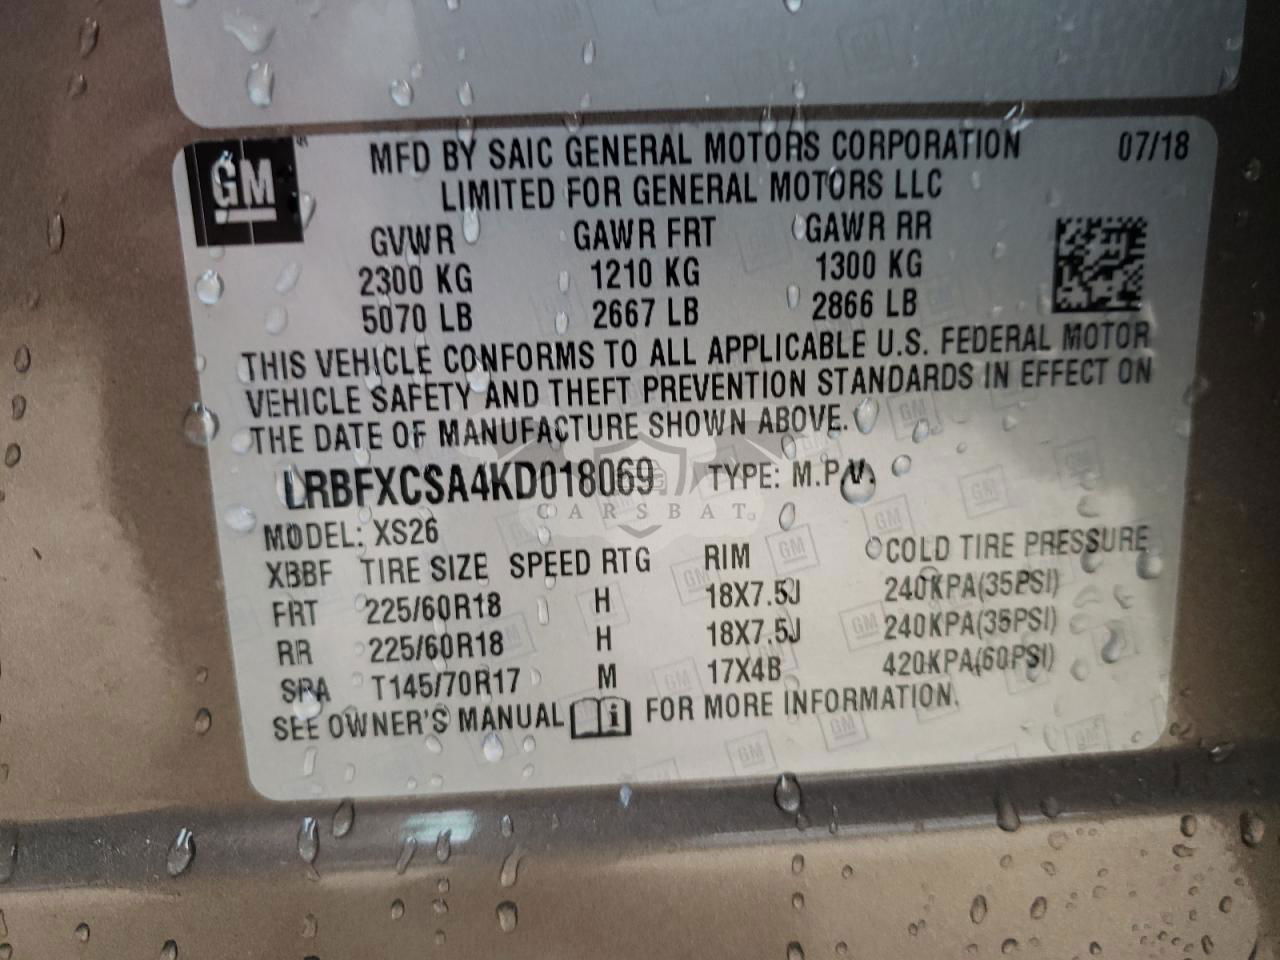 GM
MFD BY SAIC GENERAL MOTORS CORPORATION 07/18
LIMITED FOR GENERAL MOTORS LLC
GVWR GAWR FRT GAWR RR
2300 KG 1210 KG 1300 KG
5070 LB 2667 LB 2866 LB
THIS VEHICLE CONFORMS TO ALL APPLICABLE U.S. FEDERAL MOTOR
VEHICLE SAFETY AND THEFT PREVENTION STANDARDS IN EFFECT ON
THE DATE OF MANUFACTURE SHOWN ABOVE.
LRBFXCSA4KD018069 TYPE: M.P.V.
CARSBAT
MODEL: XS26
XBBF TIRE SIZE SPEED RTG RIM COLD TIRE PRESSURE
FRT 225/60R18 H 18X7.5J 240KPA(35PSI)
RR 225/60R18 H 18X7.5J 240KPA(35PSI)
SPA T145/70R17 M 17X4B 420KPA(60PSI)
SEE OWNER'S MANUAL i FOR MORE INFORMATION.